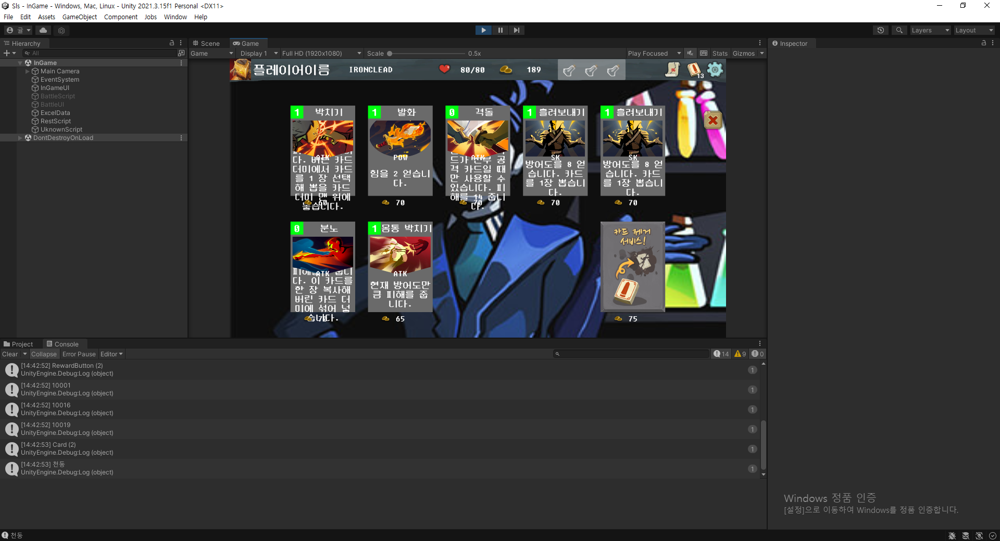 Sls - InGame - Windows, Mac, Linux - Unity 2021.3.15f1 Personal <DX11>
File Edit Assets GameObject Component Jobs Window Help
귤
Layers
Layout
Hierarchy
All
InGame
Main Camera
EventSystem
InGameUI
BattleScript
BattleUI
ExcelData
RestScript
UknownScript
DontDestroyOnLoad
Scene Game
Game Display 1 Full HD (1920x1080) Scale 0.5x Play Focused Stats Gizmos
플레이어이름 IRONCLEAD 80/80 189 13
1 박치기
ATK
다. 버린 카드
더미에서 카드
를 1 장 선택
해 뽑을 카드
더미 맨 위에
놓습니다.
1 발화
POW
힘을 2 얻습니
다.
70
0 격돌
ATK
드가 전부 공
격 카드일 때
만 사용할 수
있습니다. 피
해를 14 줍니
다.
70
1 흘려보내기
SK
방어도를 8 얻
습니다. 카드
를 1장 뽑습니
다.
70
1 흘려보내기
SK
방어도를 8 얻
습니다. 카드
를 1장 뽑습니
다.
70
0 분노
ATK
다. 이 카드를
한 장 복사해
버린 카드 더
미에 섞어 넣
습니다.
1 몸통 박치기
ATK
현재 방어도만
큼 피해를 줍
니다.
65
카드 제거
서비스!
75
Inspector
Project Console
Clear Collapse Error Pause Editor 14 9 0
[14:42:52] RewardButton (2)
UnityEngine.Debug:Log (object)
1
[14:42:52] 10001
UnityEngine.Debug:Log (object)
1
[14:42:52] 10016
UnityEngine.Debug:Log (object)
1
[14:42:52] 10019
UnityEngine.Debug:Log (object)
1
[14:42:53] Card (2)
UnityEngine.Debug:Log (object)
1
[14:42:53] 천둥
UnityEngine.Debug:Log (object)
1
Windows 정품 인증
[설정]으로 이동하여 Windows를 정품 인증합니다.
천둥